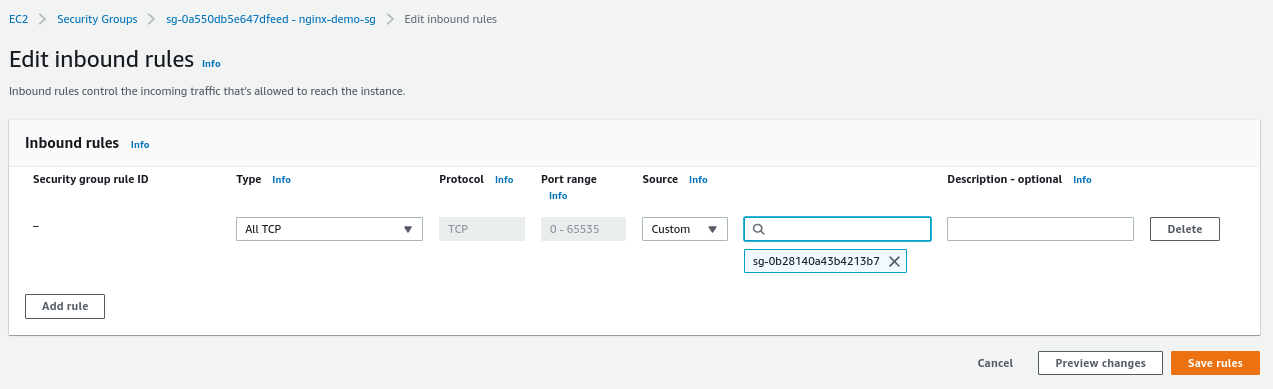 EC2 > Security Groups > sg-0a550db5e647dfeed - nginx-demo-sg > Edit inbound rules
Edit inbound rules Info
Inbound rules control the incoming traffic that's allowed to reach the instance.
Inbound rules Info
Security group rule ID Type Info Protocol Info Port range Source Info Description - optional Info
Info
– All TCP TCP 0 - 65535 Custom Delete
sg-0b28140a43b4213b7
Add rule
Cancel Preview changes Save rules